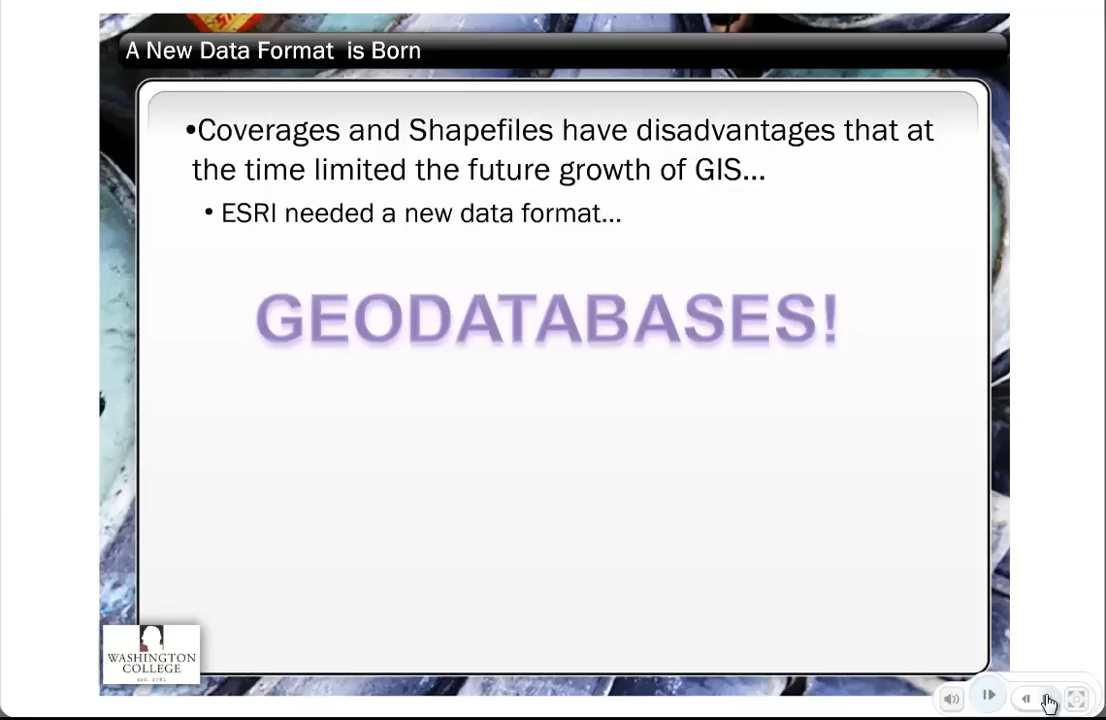 A New Data Format  is Born
•Coverages and Shapefiles have disadvantages that at
the time limited the future growth of GIS...
• ESRI needed a new data format...
GEODATABASES!
WASHINGTON
COLLEGE
EST. 1782